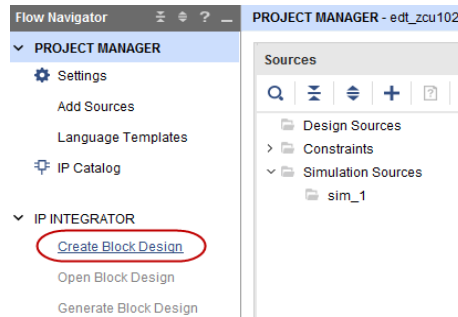 Flow Navigator
PROJECT MANAGER
Settings
Add Sources
Language Templates
IP Catalog
IP INTEGRATOR
Create Block Design
Open Block Design
Generate Block Design
PROJECT MANAGER - edt_zcu102
Sources
Design Sources
Constraints
Simulation Sources
sim_1